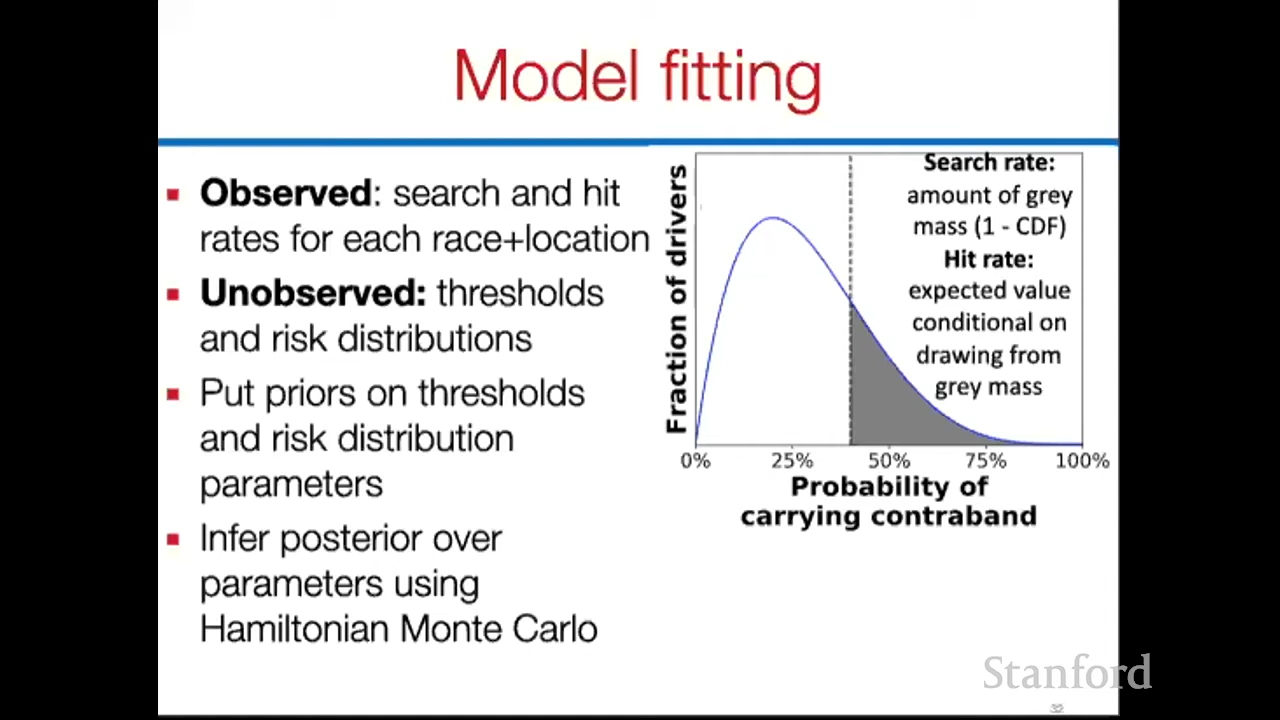 Model fitting
Observed: search and hit
rates for each race+location
Unobserved: thresholds
and risk distributions
Put priors on thresholds
and risk distribution
parameters
Infer posterior over
parameters using
Hamiltonian Monte Carlo
Fraction of drivers
Search rate:
amount of grey
mass (1 - CDF)
Hit rate:
expected value
conditional on
drawing from
grey mass
0% 25% 50% 75% 100%
Probability of
carrying contraband
Stanford
32